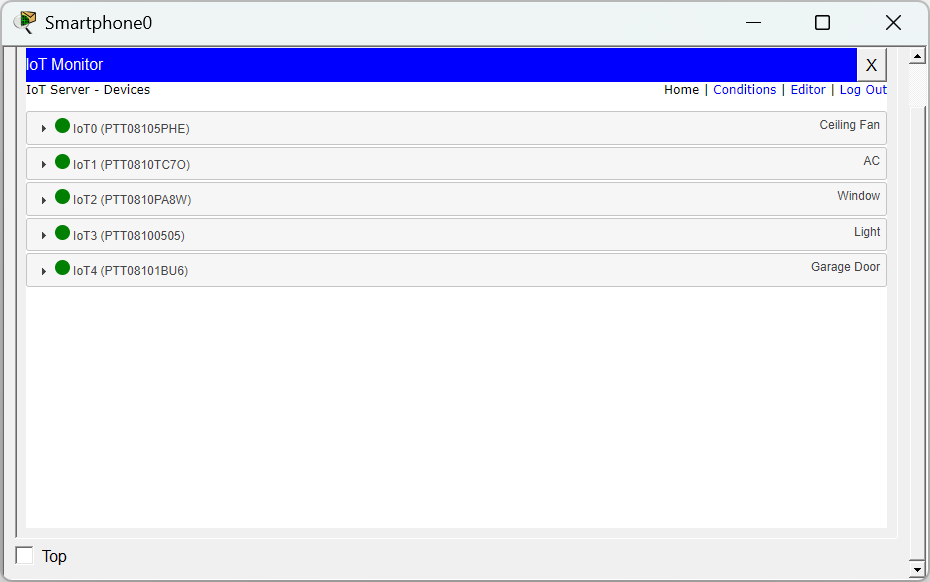 Smartphone0
IoT Monitor X
IoT Server - Devices Home | Conditions | Editor | Log Out
IoT0 (PTT08105PHE) Ceiling Fan
IoT1 (PTT0810TC7O) AC
IoT2 (PTT0810PA8W) Window
IoT3 (PTT08100505) Light
IoT4 (PTT08101BU6) Garage Door
Top